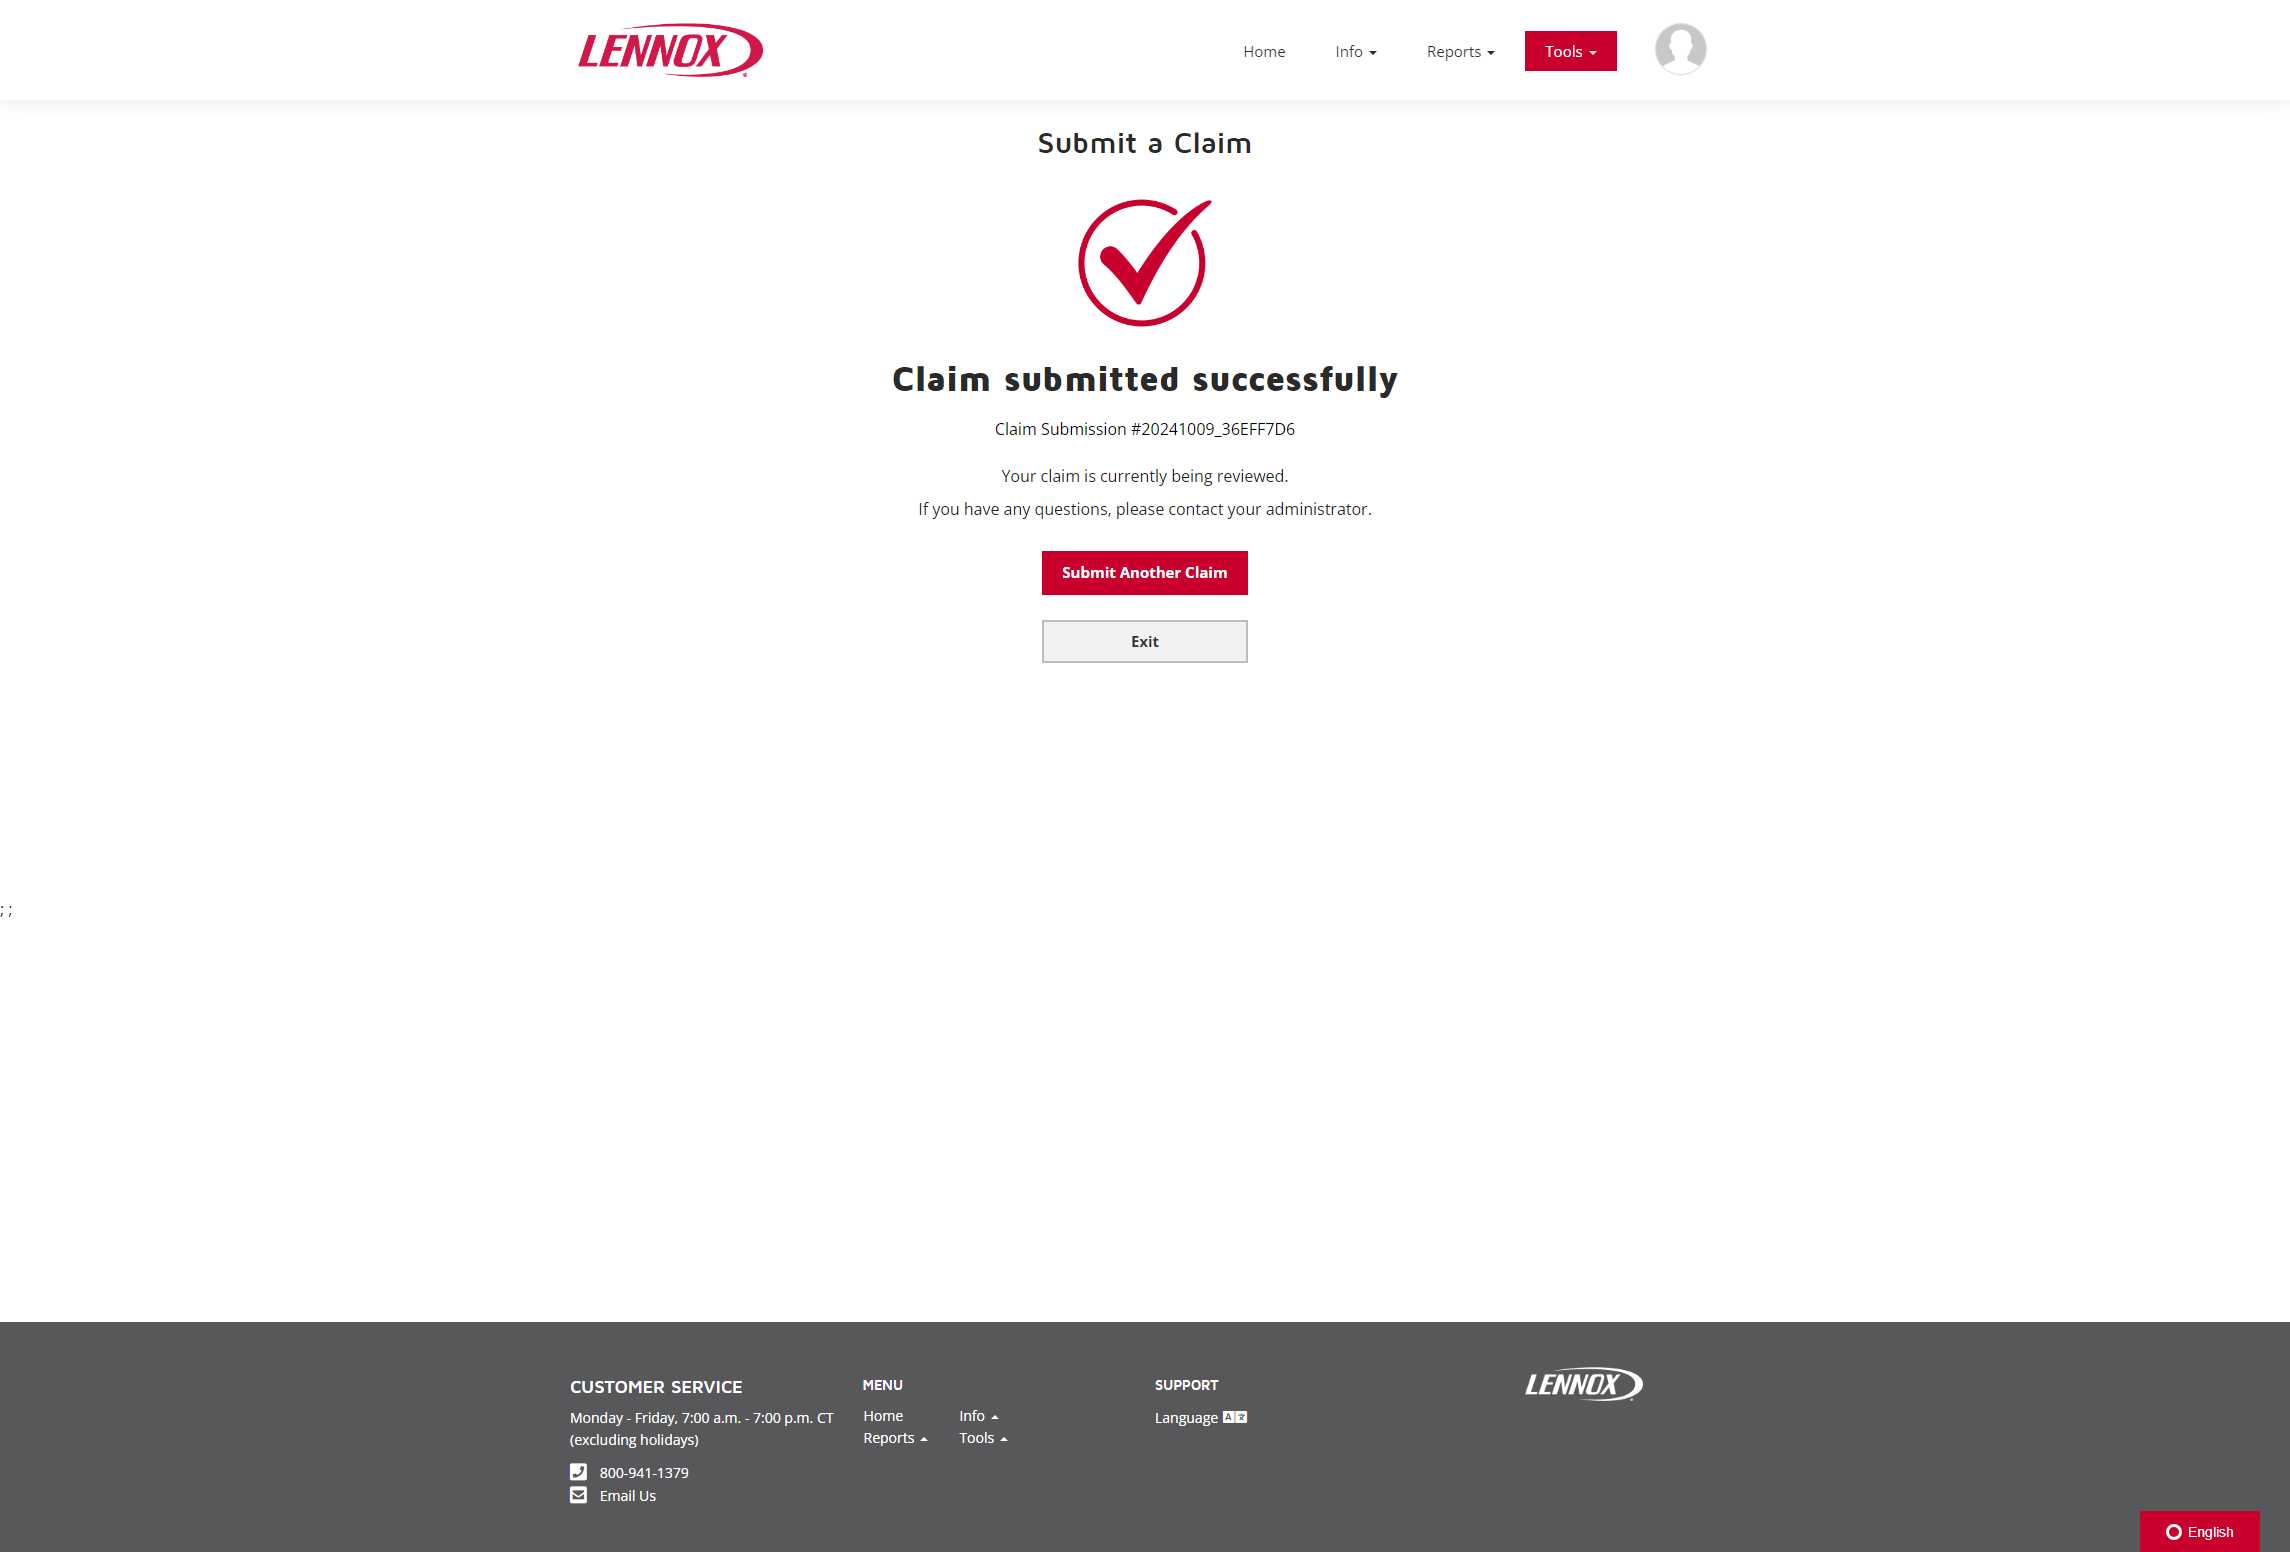 LENNOX
Home Info Reports Tools
Submit a Claim
Claim submitted successfully
Claim Submission #20241009_36EFF7D6
Your claim is currently being reviewed.
If you have any questions, please contact your administrator.
Submit Another Claim
Exit
; ;
CUSTOMER SERVICE
Monday - Friday, 7:00 a.m. - 7:00 p.m. CT
(excluding holidays)
800-941-1379
Email Us
MENU
Home Info
Reports Tools
SUPPORT
Language
LENNOX
English